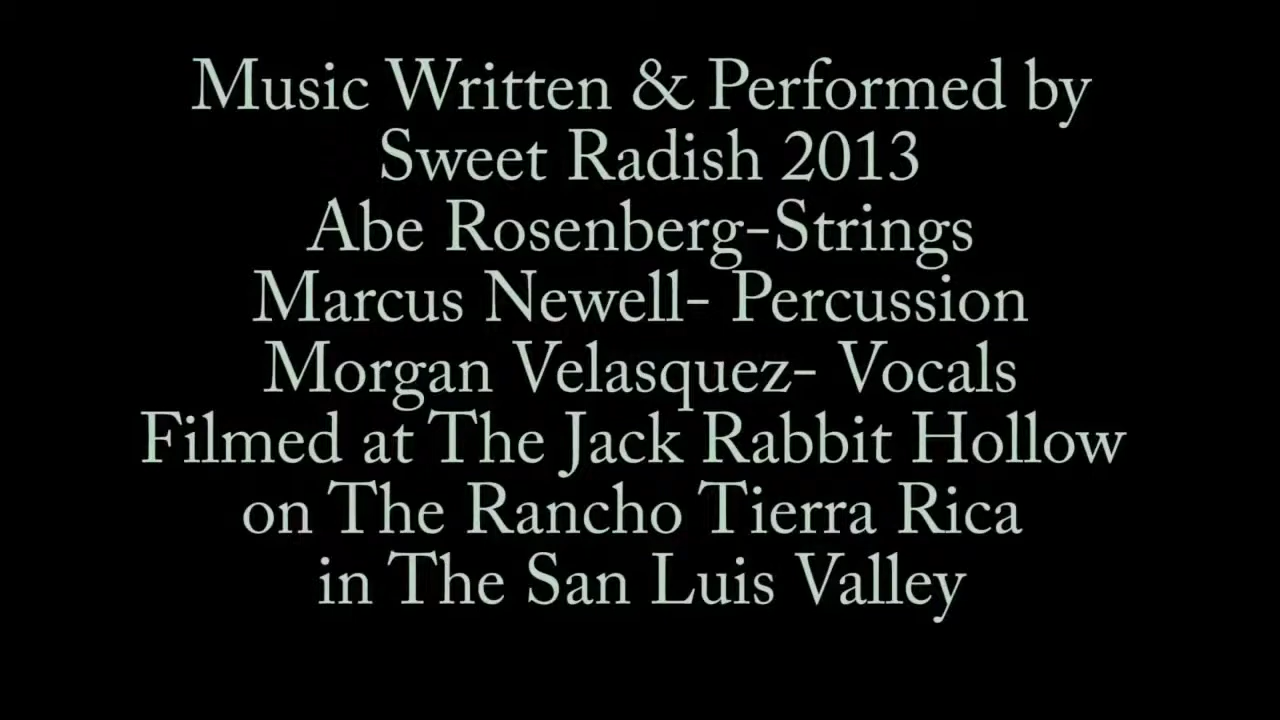 Music Written & Performed by
Sweet Radish 2013
Abe Rosenberg-Strings
Marcus Newell- Percussion
Morgan Velasquez- Vocals
Filmed at The Jack Rabbit Hollow
on The Rancho Tierra Rica
in The San Luis Valley